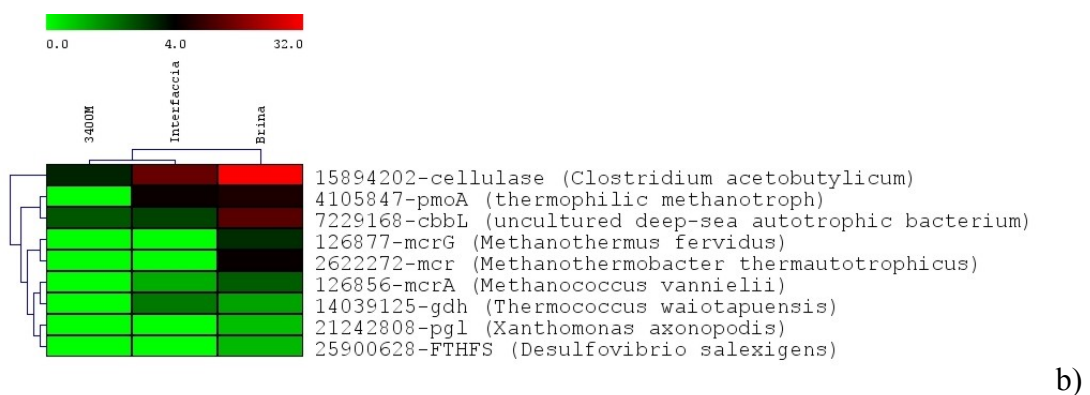 0.0 4.0 32.0
3400M Interfaccia Brina
15894202-cellulase (Clostridium acetobutylicum)
4105847-pmoA (thermophilic methanotroph)
7229168-cbbL (uncultured deep-sea autotrophic bacterium)
126877-mcrG (Methanothermus fervidus)
2622272-mcr (Methanothermobacter thermautotrophicus)
126856-mcrA (Methanococcus vannielii)
14039125-gdh (Thermococcus waiotapuensis)
21242808-pgl (Xanthomonas axonopodis)
25900628-FTHFS (Desulfovibrio salexigens)
b)